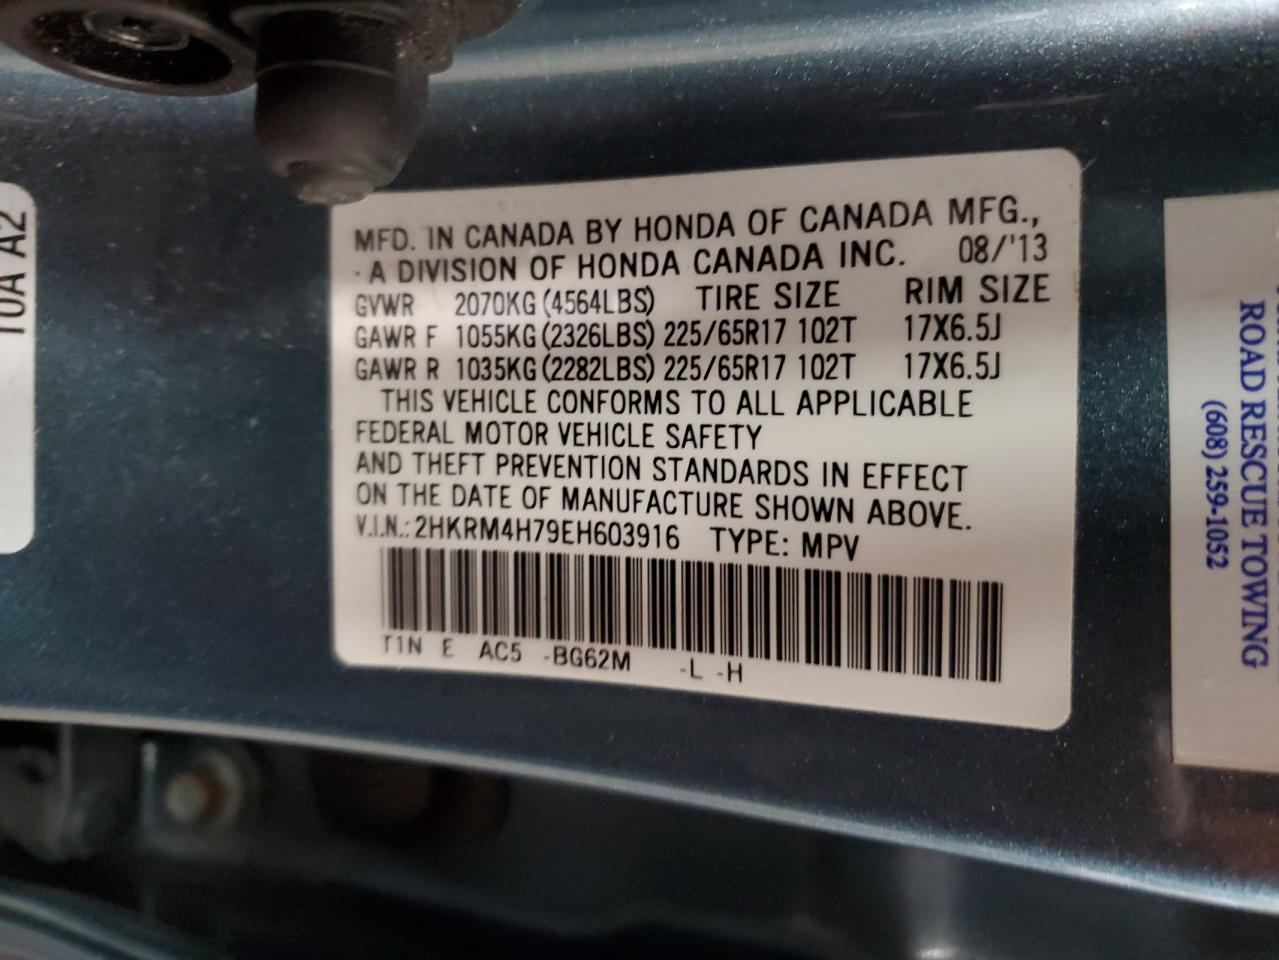 10A A2
MFD. IN CANADA BY HONDA OF CANADA MFG.,
A DIVISION OF HONDA CANADA INC. 08/'13
GVWR 2070KG (4564LBS) TIRE SIZE RIM SIZE
GAWR F 1055KG (2326LBS) 225/65R17 102T 17X6.5J
GAWR R 1035KG (2282LBS) 225/65R17 102T 17X6.5J
THIS VEHICLE CONFORMS TO ALL APPLICABLE
FEDERAL MOTOR VEHICLE SAFETY
AND THEFT PREVENTION STANDARDS IN EFFECT
ON THE DATE OF MANUFACTURE SHOWN ABOVE.
V.I.N.: 2HKRM4H79EH603916 TYPE: MPV
T1N E AC5 -BG62M -L -H
ROAD RESCUE TOWING
(608) 259-1052